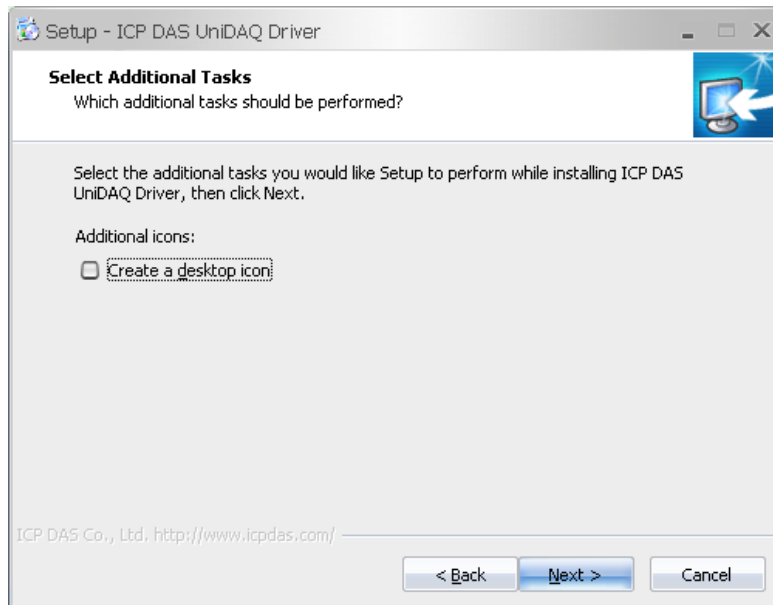 Setup - ICP DAS UniDAQ Driver
Select Additional Tasks
Which additional tasks should be performed?
Select the additional tasks you would like Setup to perform while installing ICP DAS
UniDAQ Driver, then click Next.
Additional icons:
Create a desktop icon
ICP DAS Co., Ltd. http://www.icpdas.com/
< Back Next > Cancel